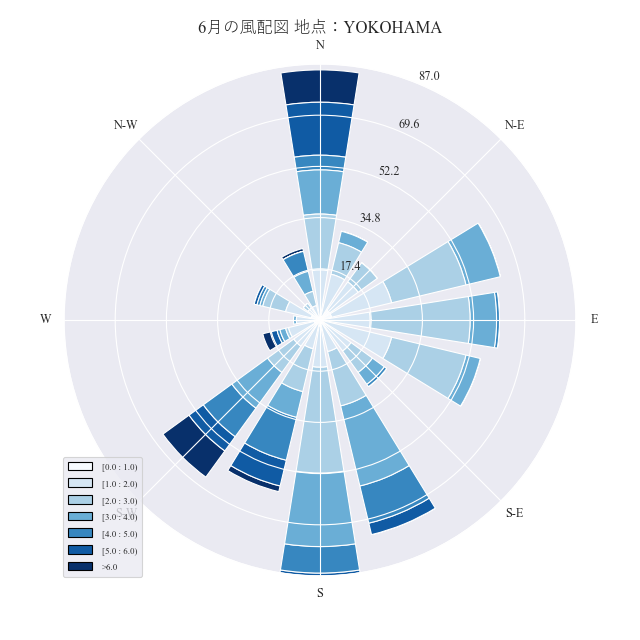 6月の風配図 地点：YOKOHAMA
N
87.0
N-W
N-E
69.6
52.2
34.8
17.4
W
E
[0.0 : 1.0)
[1.0 : 2.0)
[2.0 : 3.0)
S-W
S-E
[3.0 : 4.0)
[4.0 : 5.0)
[5.0 : 6.0)
>6.0
S